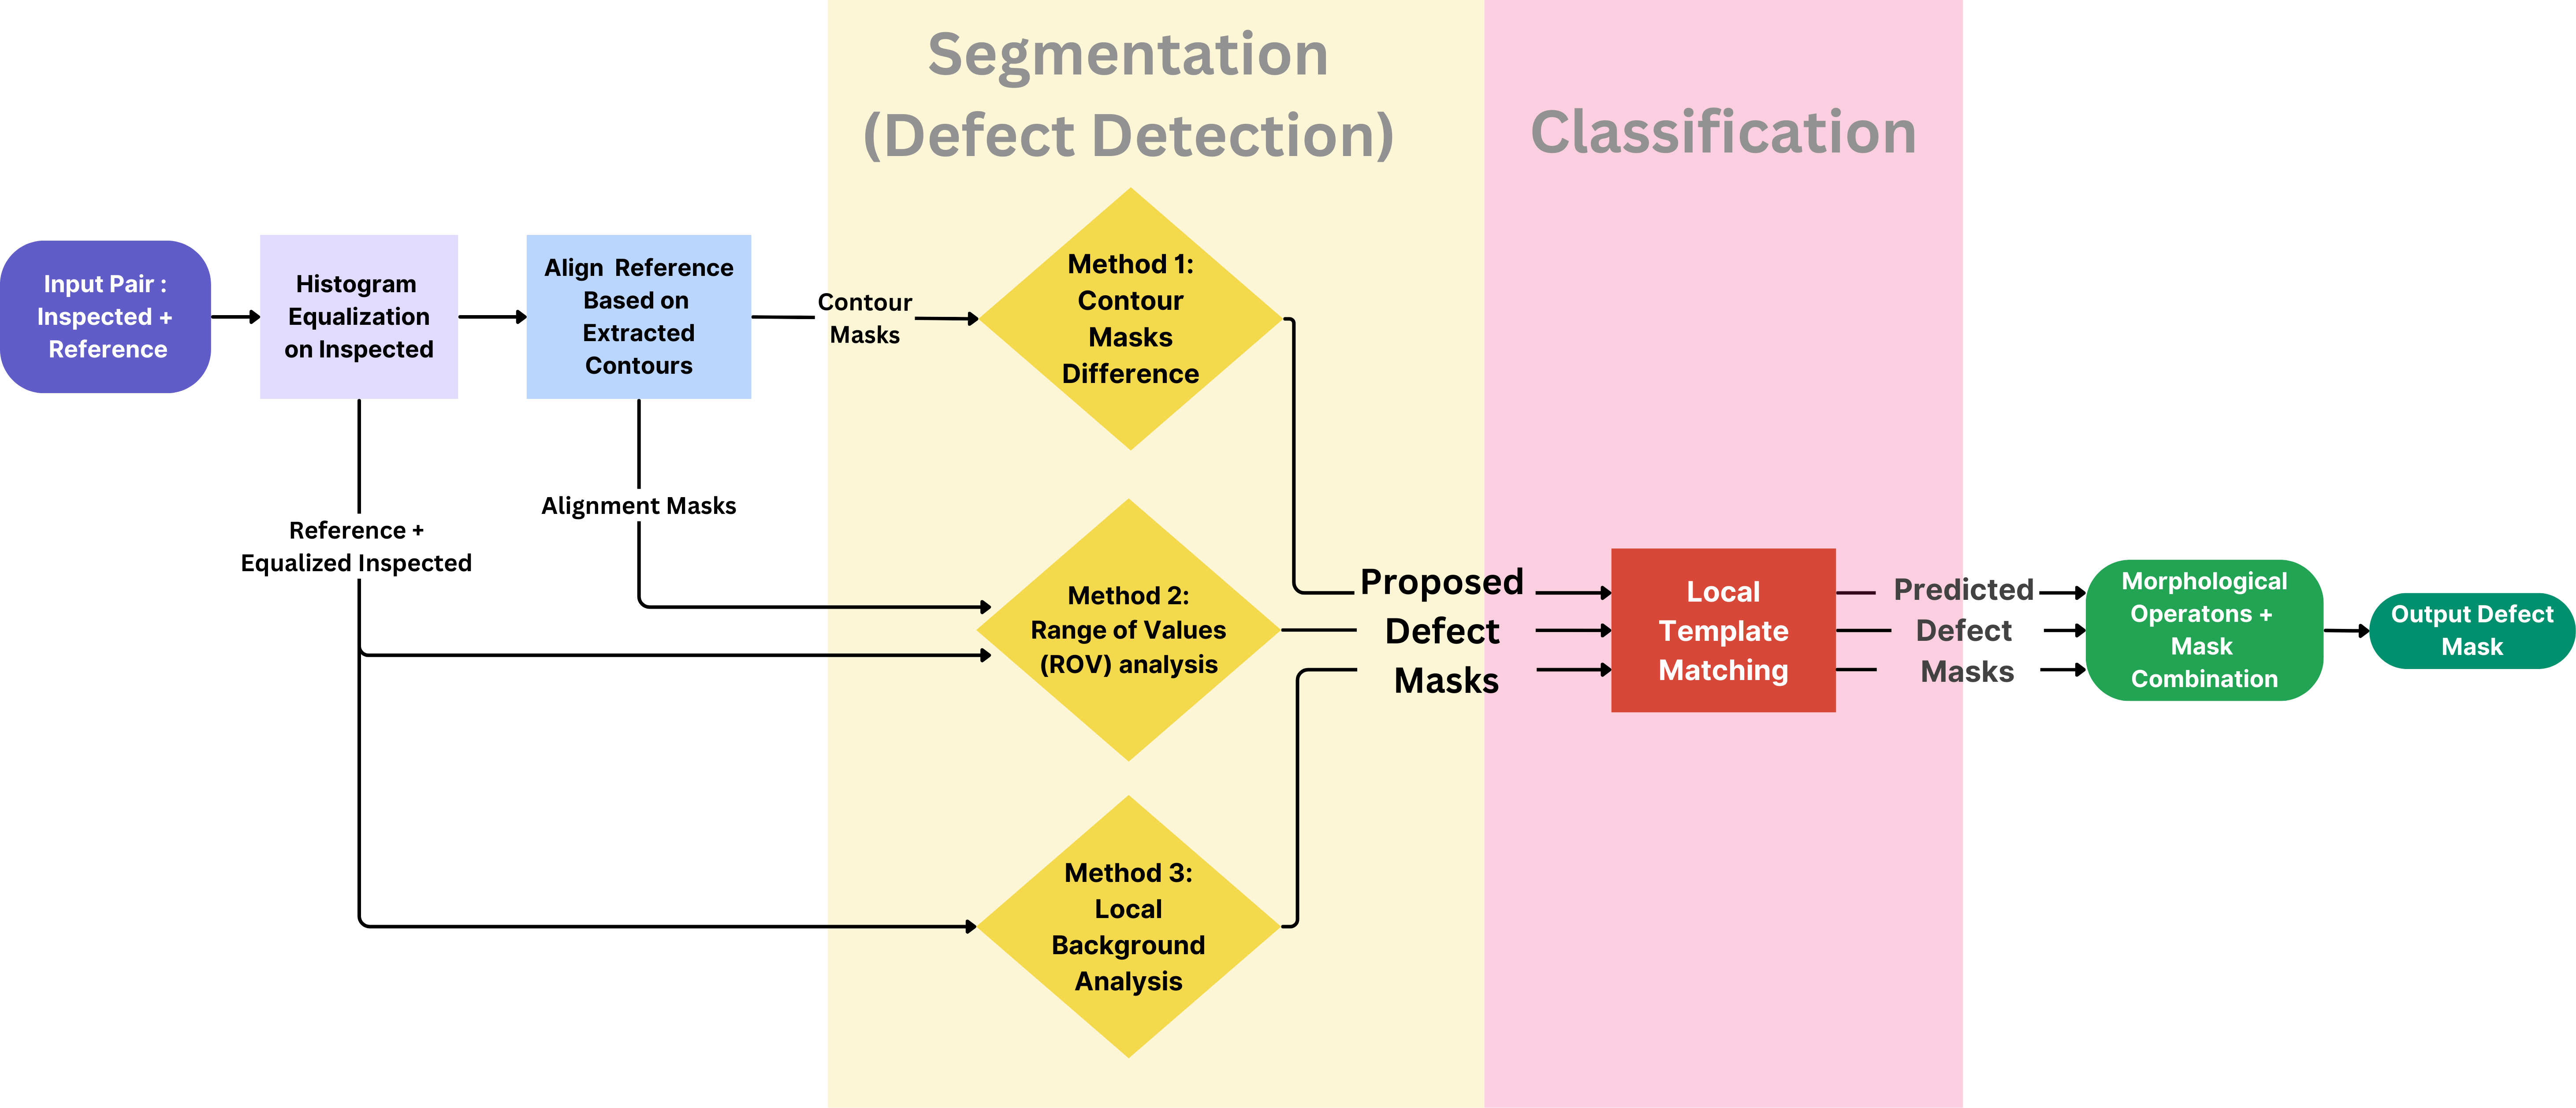 Segmentation
(Defect Detection)
Classification
Input Pair :
Inspected +
Reference
Histogram
Equalization
on Inspected
Align Reference
Based on
Extracted
Contours
Contour
Masks
Method 1:
Contour
Masks
Difference
Alignment Masks
Reference +
Equalized Inspected
Method 2:
Range of Values
(ROV) analysis
Method 3:
Local
Background
Analysis
Proposed
Defect
Masks
Local
Template
Matching
Predicted
Defect
Masks
Morphological
Operatons +
Mask
Combination
Output Defect
Mask